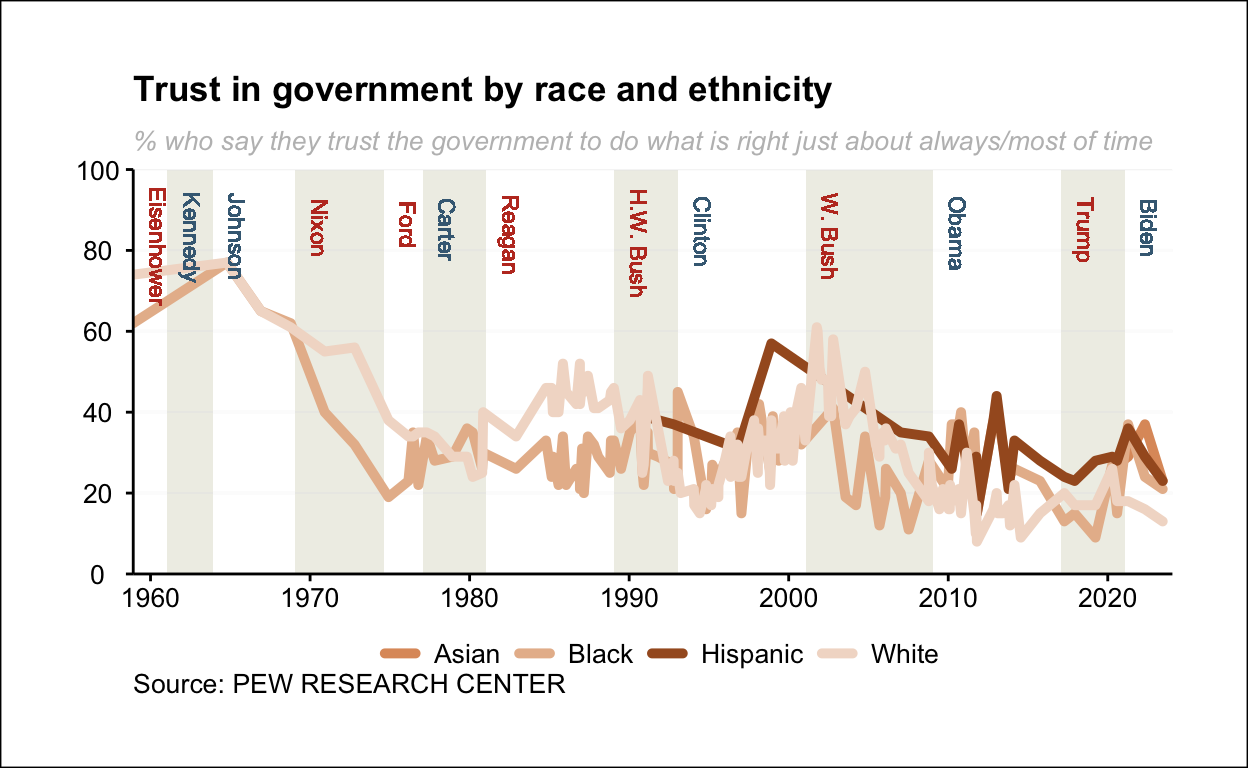 Trust in government by race and ethnicity
% who say they trust the government to do what is right just about always/most of time
100
80
60
40
20
0
Eisenhower
Kennedy
Johnson
Nixon
Ford
Carter
Reagan
H.W. Bush
Clinton
W. Bush
Obama
Trump
Biden
1960 1970 1980 1990 2000 2010 2020
Asian Black Hispanic White
Source: PEW RESEARCH CENTER